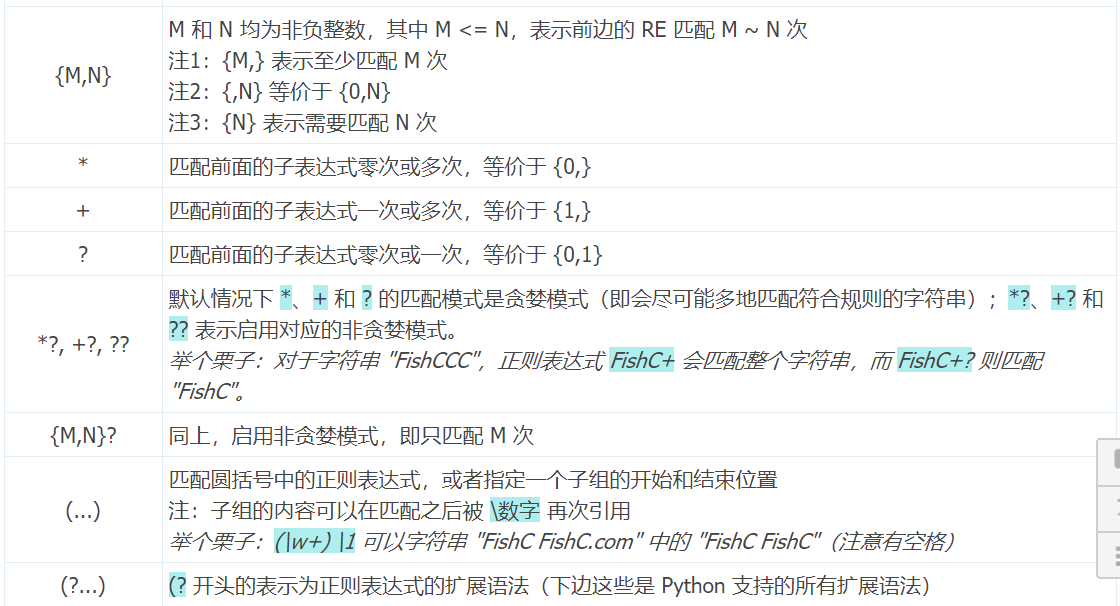 {M,N}
M 和 N 均为非负整数，其中 M <= N，表示前边的 RE 匹配 M ~ N 次
注1：{M,} 表示至少匹配 M 次
注2：{,N} 等价于 {0,N}
注3：{N} 表示需要匹配 N 次
*
匹配前面的子表达式零次或多次，等价于 {0,}
+
匹配前面的子表达式一次或多次，等价于 {1,}
?
匹配前面的子表达式零次或一次，等价于 {0,1}
*?, +?, ??
默认情况下 *、+ 和 ? 的匹配模式是贪婪模式（即会尽可能多地匹配符合规则的字符串）；*?、+? 和
?? 表示启用对应的非贪婪模式。
举个栗子：对于字符串 "FishCCC"，正则表达式 FishC+ 会匹配整个字符串，而 FishC+? 则匹配
"FishC"。
{M,N}?
同上，启用非贪婪模式，即只匹配 M 次
(...)
匹配圆括号中的正则表达式，或者指定一个子组的开始和结束位置
注：子组的内容可以在匹配之后被 \数字 再次引用
举个栗子：(\w+) \1 可以字符串 "FishC FishC.com" 中的 "FishC FishC"（注意有空格）
(?...)
(? 开头的表示为正则表达式的扩展语法（下边这些是 Python 支持的所有扩展语法）